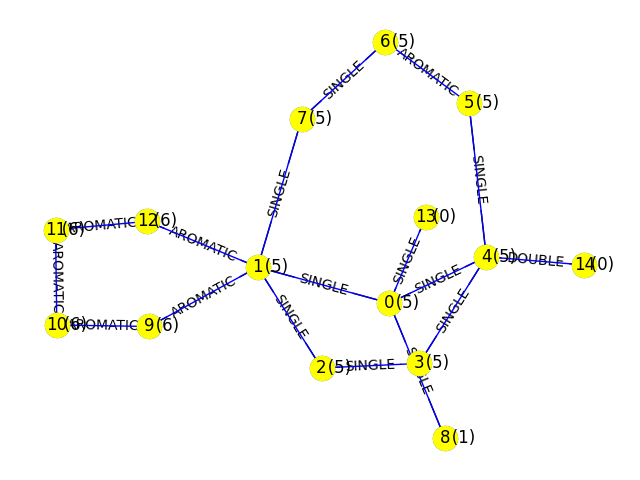 6(5)
SINGLE
AROMATIC
5(5)
7(5)
SINGLE
SINGLE
13(0)
12(6)
11(6)
AROMATIC
AROMATIC
SINGLE
4(5)
DOUBLE
14(0)
1(5)
SINGLE
SINGLE
AROMATIC
AROMATIC
0(5)
SINGLE
SINGLE
10(6)
AROMATIC
9(6)
2(5)
SINGLE
3(5)
SINGLE
8(1)